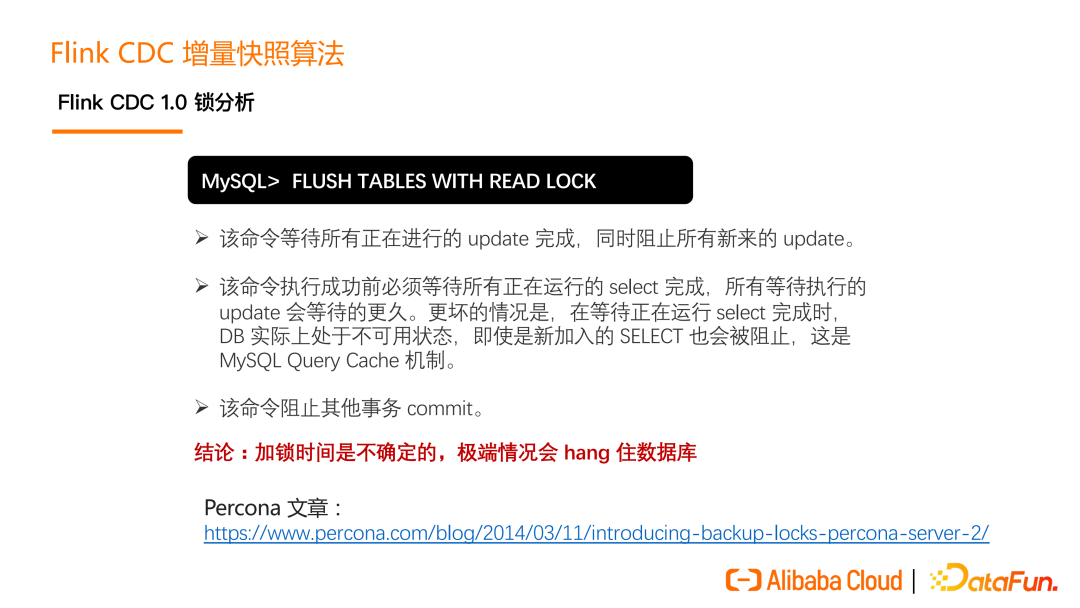 Flink CDC 增量快照算法
Flink CDC 1.0 锁分析
MySQL> FLUSH TABLES WITH READ LOCK
➢ 该命令等待所有正在进行的 update 完成，同时阻止所有新来的 update。
➢ 该命令执行成功前必须等待所有正在运行的 select 完成，所有等待执行的
update 会等待的更久。更坏的情况是，在等待正在运行 select 完成时，
DB 实际上处于不可用状态，即使是新加入的 SELECT 也会被阻止，这是
MySQL Query Cache 机制。
➢ 该命令阻止其他事务 commit。
结论：加锁时间是不确定的，极端情况会 hang 住数据库
Percona 文章：
https://www.percona.com/blog/2014/03/11/introducing-backup-locks-percona-server-2/
Alibaba Cloud | DataFun.